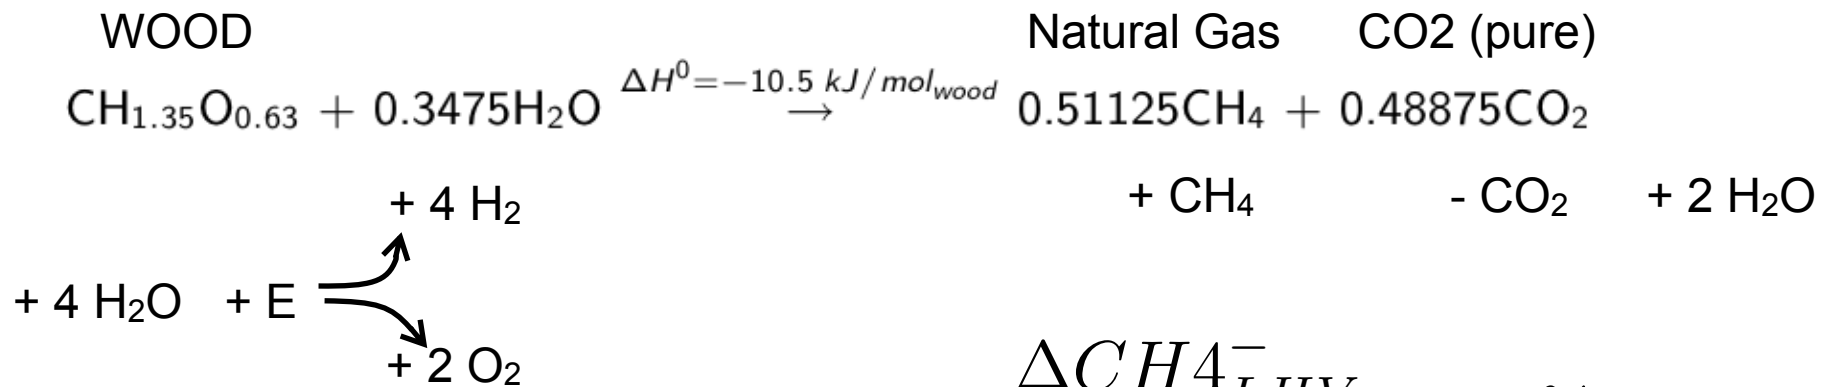 WOOD Natural Gas CO2 (pure)
CH₁.₃₅O₀.₆₃ + 0.3475H₂O ΔH⁰=−10.5 kJ/mol_wood → 0.51125CH₄ + 0.48875CO₂
+ 4 H₂ + CH₄ - CO₂ + 2 H₂O
+ 4 H₂O + E
+ 2 O₂
ΔCH4⁻